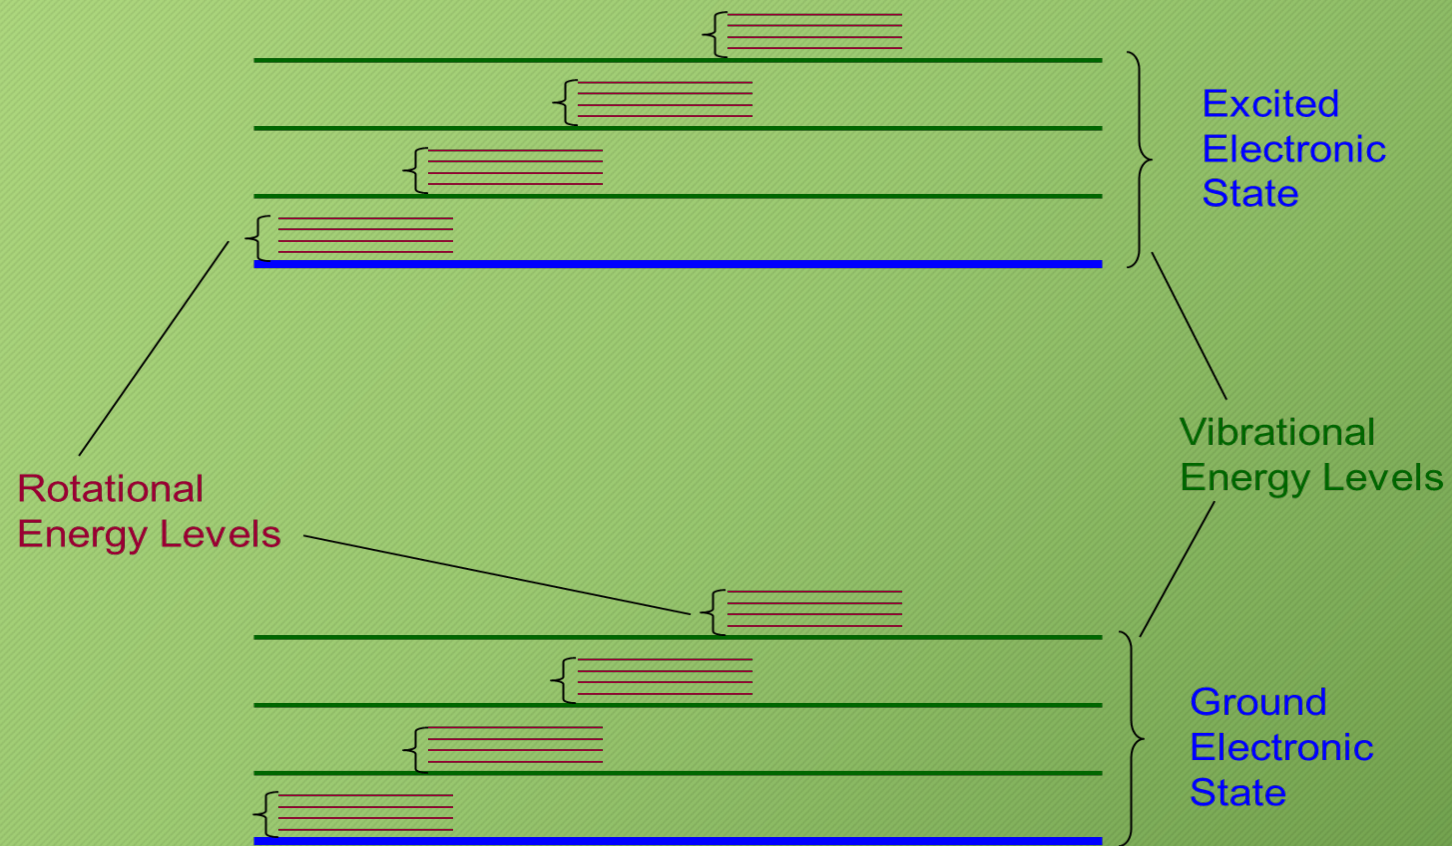 Excited
Electronic
State
Vibrational
Energy Levels
Rotational
Energy Levels
Ground
Electronic
State